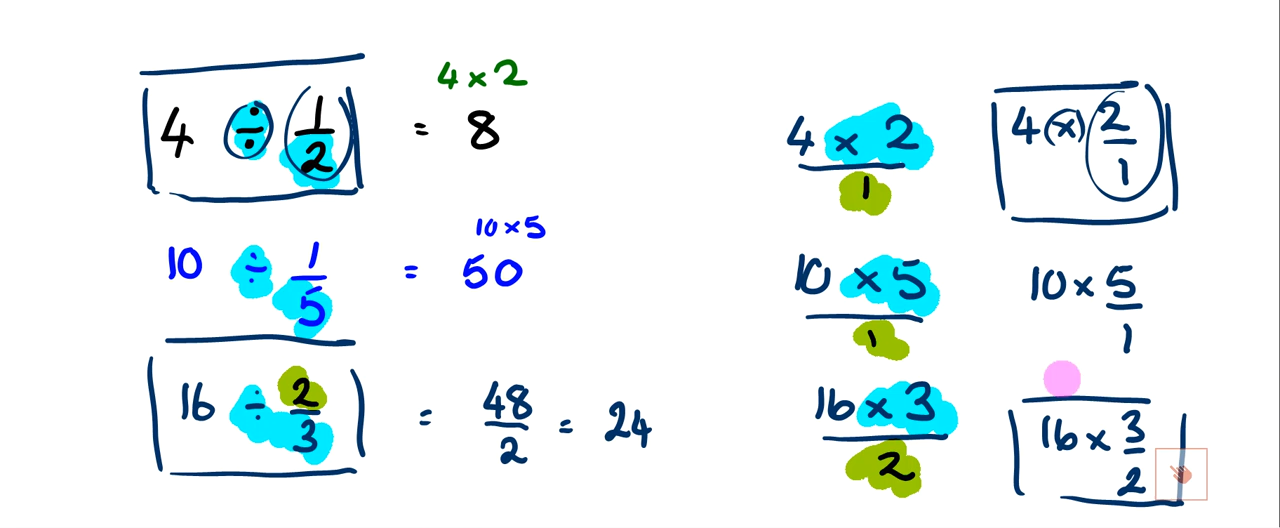 4 × 2
4 ÷ 1/2 = 8
4 × 2 / 1
4 (×) 2/1
10 × 5
10 ÷ 1/5 = 50
10 × 5 / 1
10 × 5/1
16 ÷ 2/3 = 48/2 = 24
16 × 3 / 2
16 × 3/2